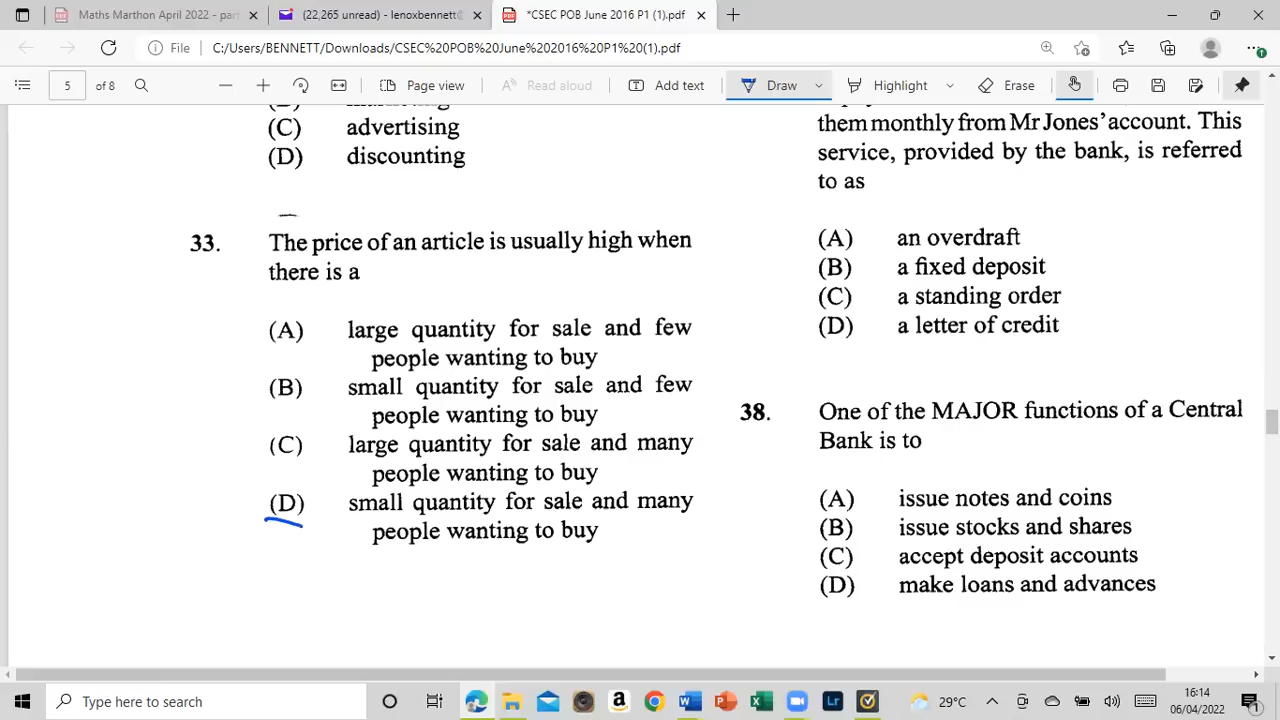 Maths Marthon April 2022 - par
(22,265 unread) - lenoxbennett@
*CSEC POB June 2016 P1 (1).pdf
File
C:/Users/BENNETT/Downloads/CSEC%20POB%20June%202016%20P1%20(1).pdf
5 of 8
Page view
Read aloud
Add text
Draw
Highlight
Erase
(C) advertising
(D) discounting
33. The price of an article is usually high when
there is a
(A) large quantity for sale and few
people wanting to buy
(B) small quantity for sale and few
people wanting to buy
(C) large quantity for sale and many
people wanting to buy
(D) small quantity for sale and many
people wanting to buy
them monthly from Mr Jones' account. This
service, provided by the bank, is referred
to as
(A) an overdraft
(B) a fixed deposit
(C) a standing order
(D) a letter of credit
38. One of the MAJOR functions of a Central
Bank is to
(A) issue notes and coins
(B) issue stocks and shares
(C) accept deposit accounts
(D) make loans and advances
Type here to search
29°C
16:14
06/04/2022